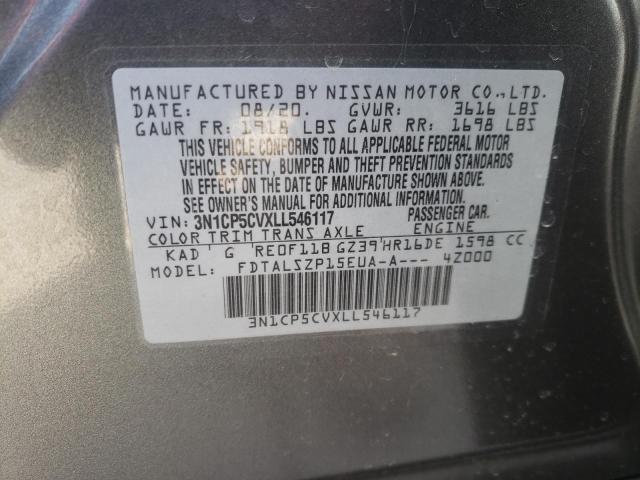 MANUFACTURED BY NISSAN MOTOR CO.,LTD.
DATE: 08/20 GVWR: 3616 LBS
GAWR FR: 1918 LBS GAWR RR: 1698 LBS
THIS VEHICLE CONFORMS TO ALL APPLICABLE FEDERAL MOTOR
VEHICLE SAFETY, BUMPER AND THEFT PREVENTION STANDARDS
IN EFFECT ON THE DATE OF MANUFACTURE SHOWN ABOVE.
SEE OWNER'S MANUAL FOR ADDITIONAL INFORMATION.
VIN: 3N1CP5CVXLL546117 PASSENGER CAR.
COLOR TRIM TRANS AXLE ENGINE
KAD G RE0F11B GZ39 HR16DE 1598 CC
MODEL: FDTALSZP15EUA-A--- 4Z000
3N1CP5CVXLL546117